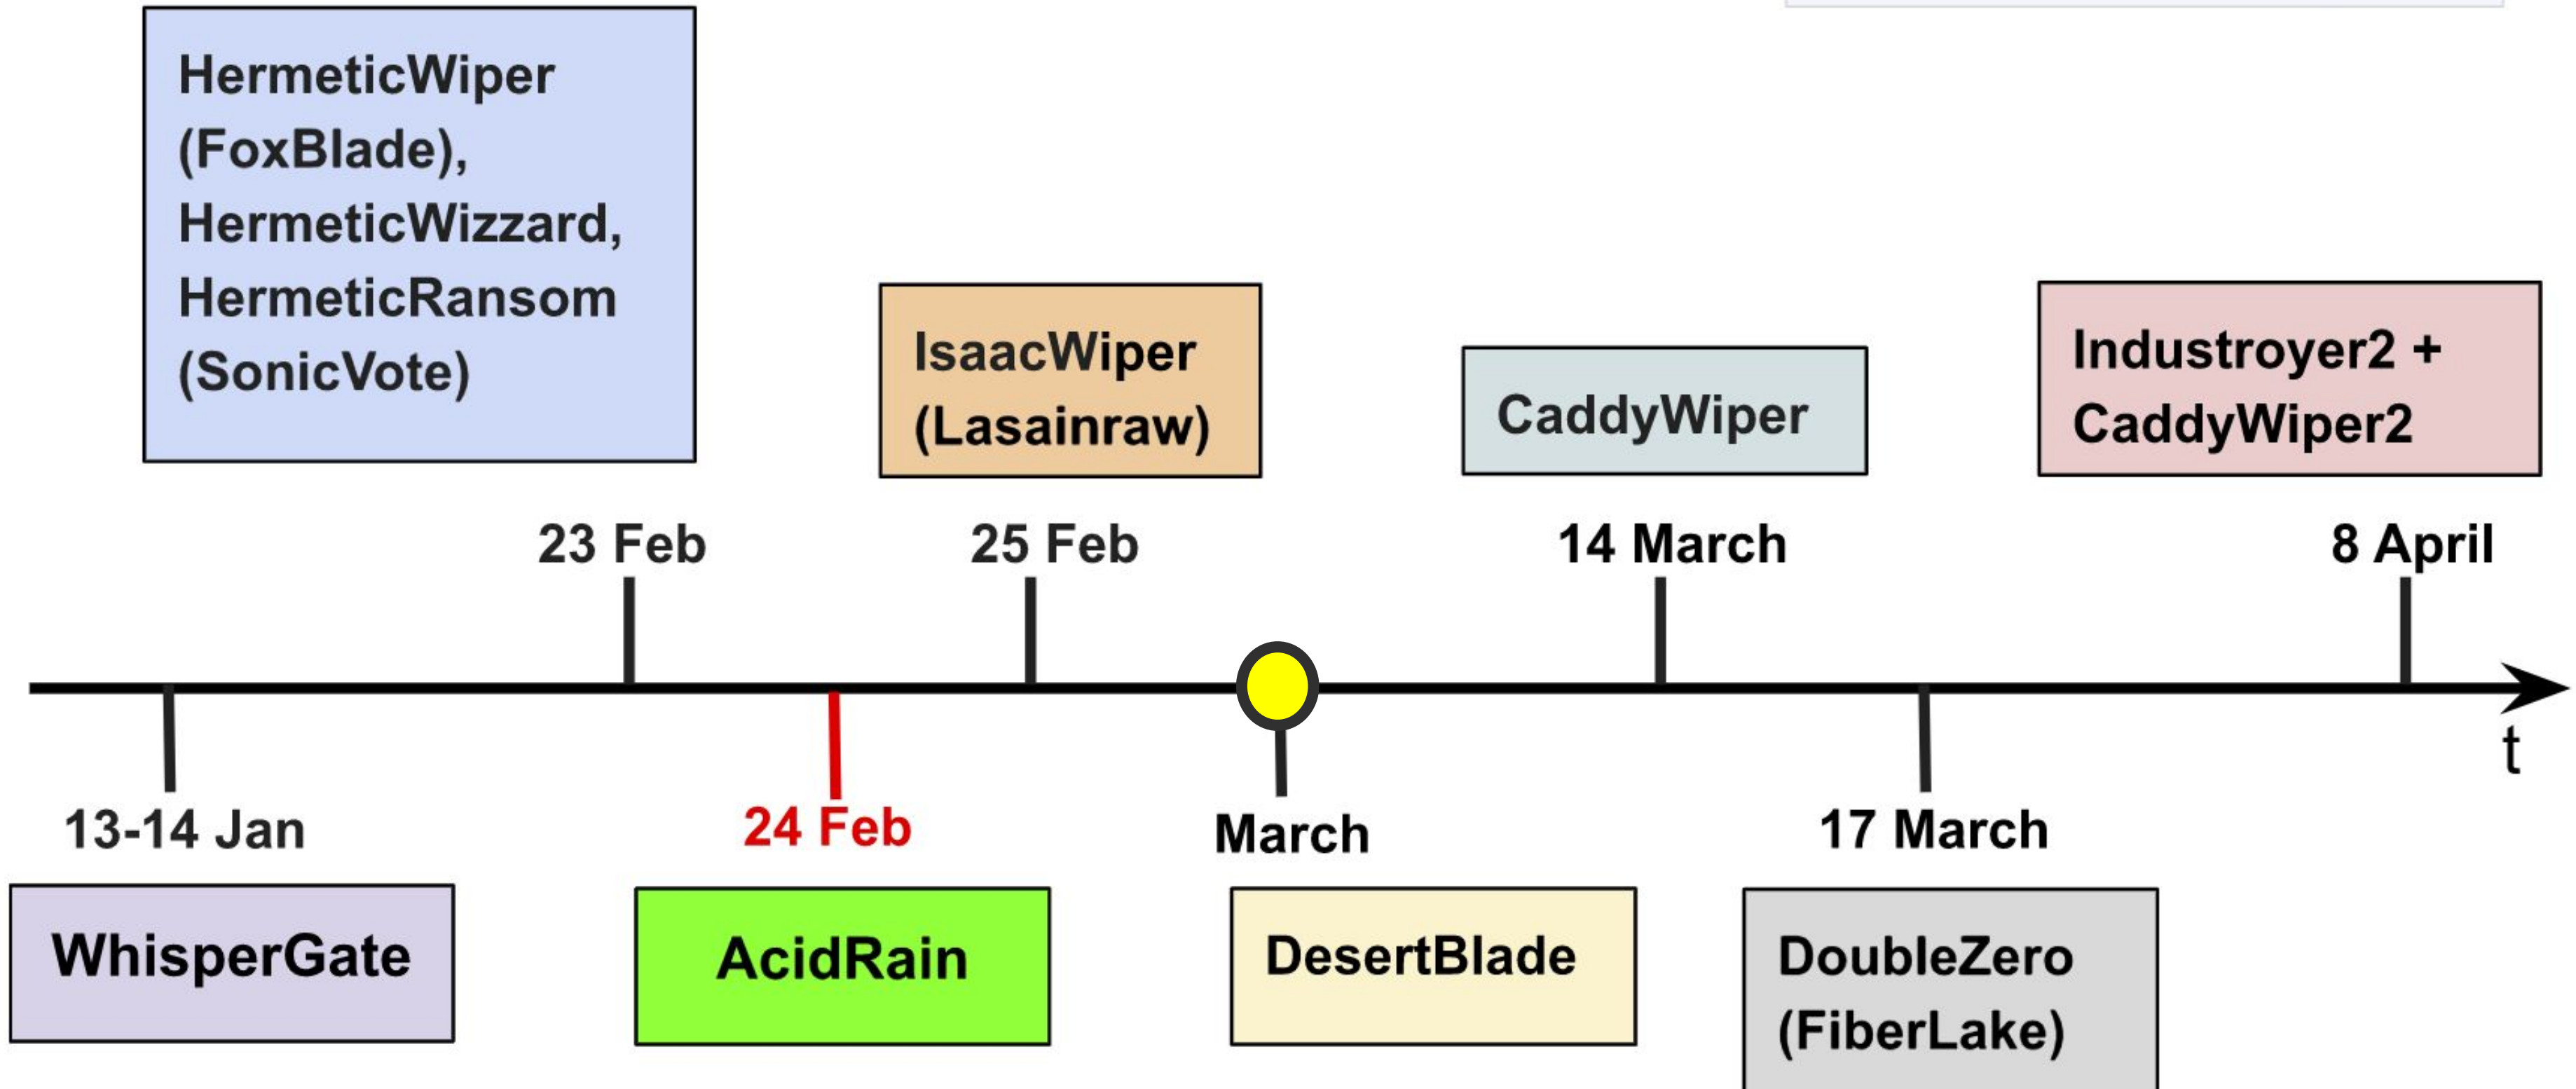 HermeticWiper
(FoxBlade),
HermeticWizzard,
HermeticRansom
(SonicVote)
IsaacWiper
(Lasainraw)
CaddyWiper
Industroyer2 +
CaddyWiper2
23 Feb
25 Feb
14 March
8 April
t
13-14 Jan
24 Feb
March
17 March
WhisperGate
AcidRain
DesertBlade
DoubleZero
(FiberLake)